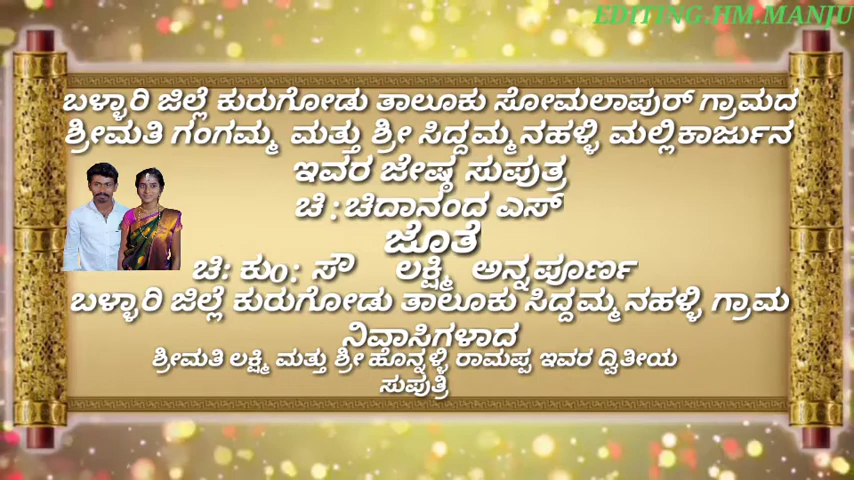 EDITING.HM.MANJU
ಬಳ್ಳಾರಿ ಜಿಲ್ಲೆ ಕುರುಗೋಡು ತಾಲೂಕು ಸೋಮಲಾಪುರ್ ಗ್ರಾಮದ
ಶ್ರೀಮತಿ ಗಂಗಮ್ಮ ಮತ್ತು ಶ್ರೀ ಸಿದ್ದಮ್ಮನಹಳ್ಳಿ ಮಲ್ಲಿಕಾರ್ಜುನ
ಇವರ ಜೇಷ್ಠ ಸುಪುತ್ರ
ಚಿ :ಚಿದಾನಂದ ಎಸ್
ಜೊತೆ
ಚಿ: ಕುಂ: ಸೌ ಲಕ್ಷ್ಮಿ ಅನ್ನಪೂರ್ಣ
ಬಳ್ಳಾರಿ ಜಿಲ್ಲೆ ಕುರುಗೋಡು ತಾಲೂಕು ಸಿದ್ದಮ್ಮನಹಳ್ಳಿ ಗ್ರಾಮ
ನಿವಾಸಿಗಳಾದ
ಶ್ರೀಮತಿ ಲಕ್ಷ್ಮಿ ಮತ್ತು ಶ್ರೀ ಹೊನ್ನಳ್ಳಿ ರಾಮಪ್ಪ ಇವರ ದ್ವಿತೀಯ
ಸುಪುತ್ರಿ